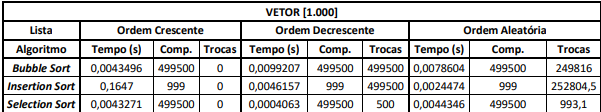 VETOR [1.000]
Lista Ordem Crescente Ordem Decrescente Ordem Aleatória
Algoritmo Tempo (s) Comp. Trocas Tempo (s) Comp. Trocas Tempo (s) Comp. Trocas
Bubble Sort 0,0043496 499500 0 0,0099207 499500 499500 0,0078604 499500 249816
Insertion Sort 0,1647 999 0 0,0046157 999 499500 0,0024474 999 252804,5
Selection Sort 0,0043271 499500 0 0,0004063 499500 500 0,0044346 499500 993,1